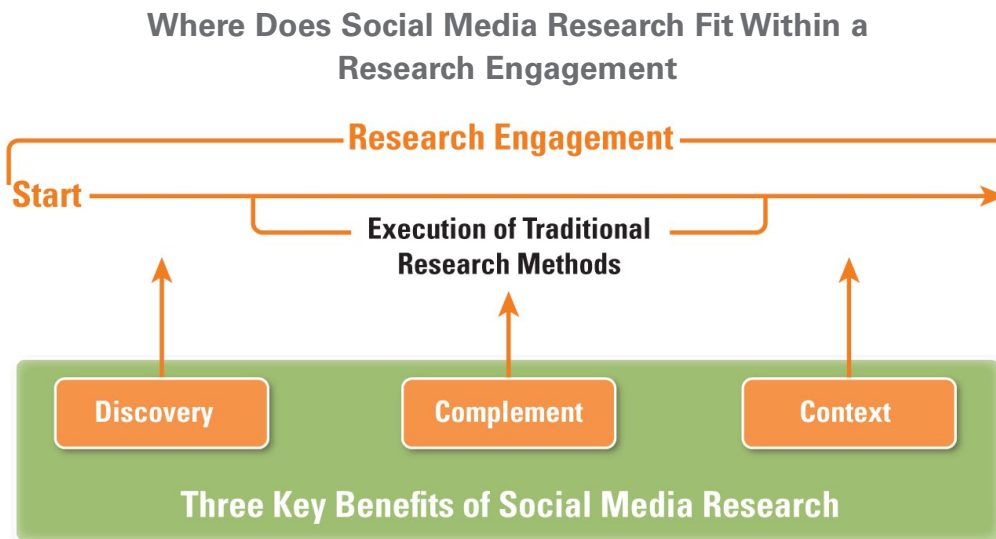 Where Does Social Media Research Fit Within a
Research Engagement
Research Engagement
Start
Execution of Traditional
Research Methods
Discovery
Complement
Context
Three Key Benefits of Social Media Research